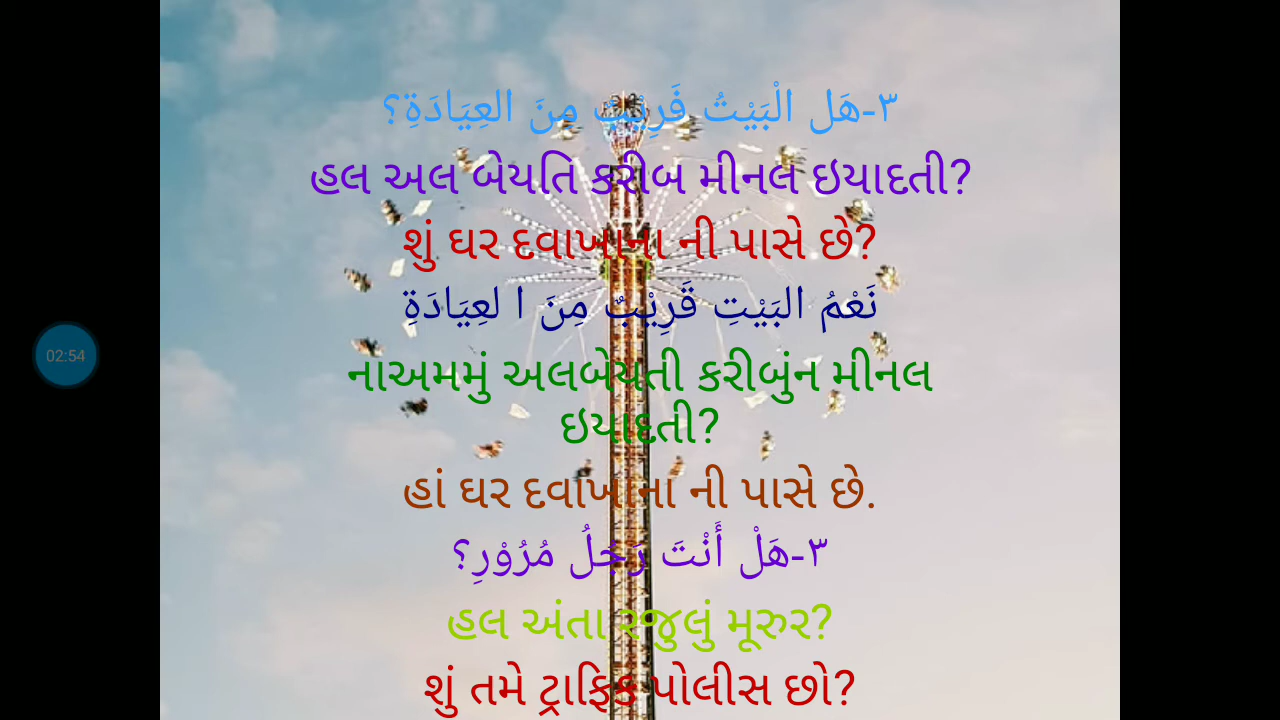 ٣-هَل الْبَيْتُ قَرِيْبٌ مِنَ العِيَادَةِ؟
હલ અલ બેયતિ કરીબ મીનલ ઇયાદતી?
શું ઘર દવાખાના ની પાસે છે?
نَعْمُ البَيْتِ قَرِيْبٌ مِنَ ا لعِيَادَةِ
નાઅમમું અલબેયતી કરીબુંન મીનલ
ઇયાદતી?
હાં ઘર દવાખાના ની પાસે છે.
٣-هَلْ أَنْتَ رَجُلُ مُرُوْرِ؟
હલ અંતા રજુલું મૂરુર?
શું તમે ટ્રાફિક પોલીસ છો?
02:54